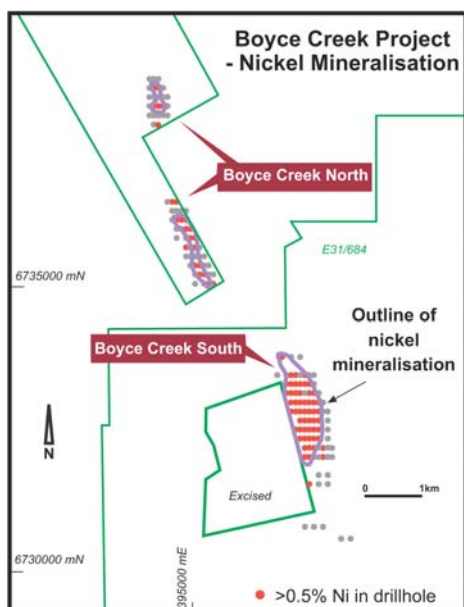 Boyce Creek Project
- Nickel Mineralisation
Boyce Creek North
E31/684
6735000 mN
Boyce Creek South
Outline of
nickel
mineralisation
N
0 1km
Excised
6730000 mN
395000 mE
>0.5% Ni in drillhole